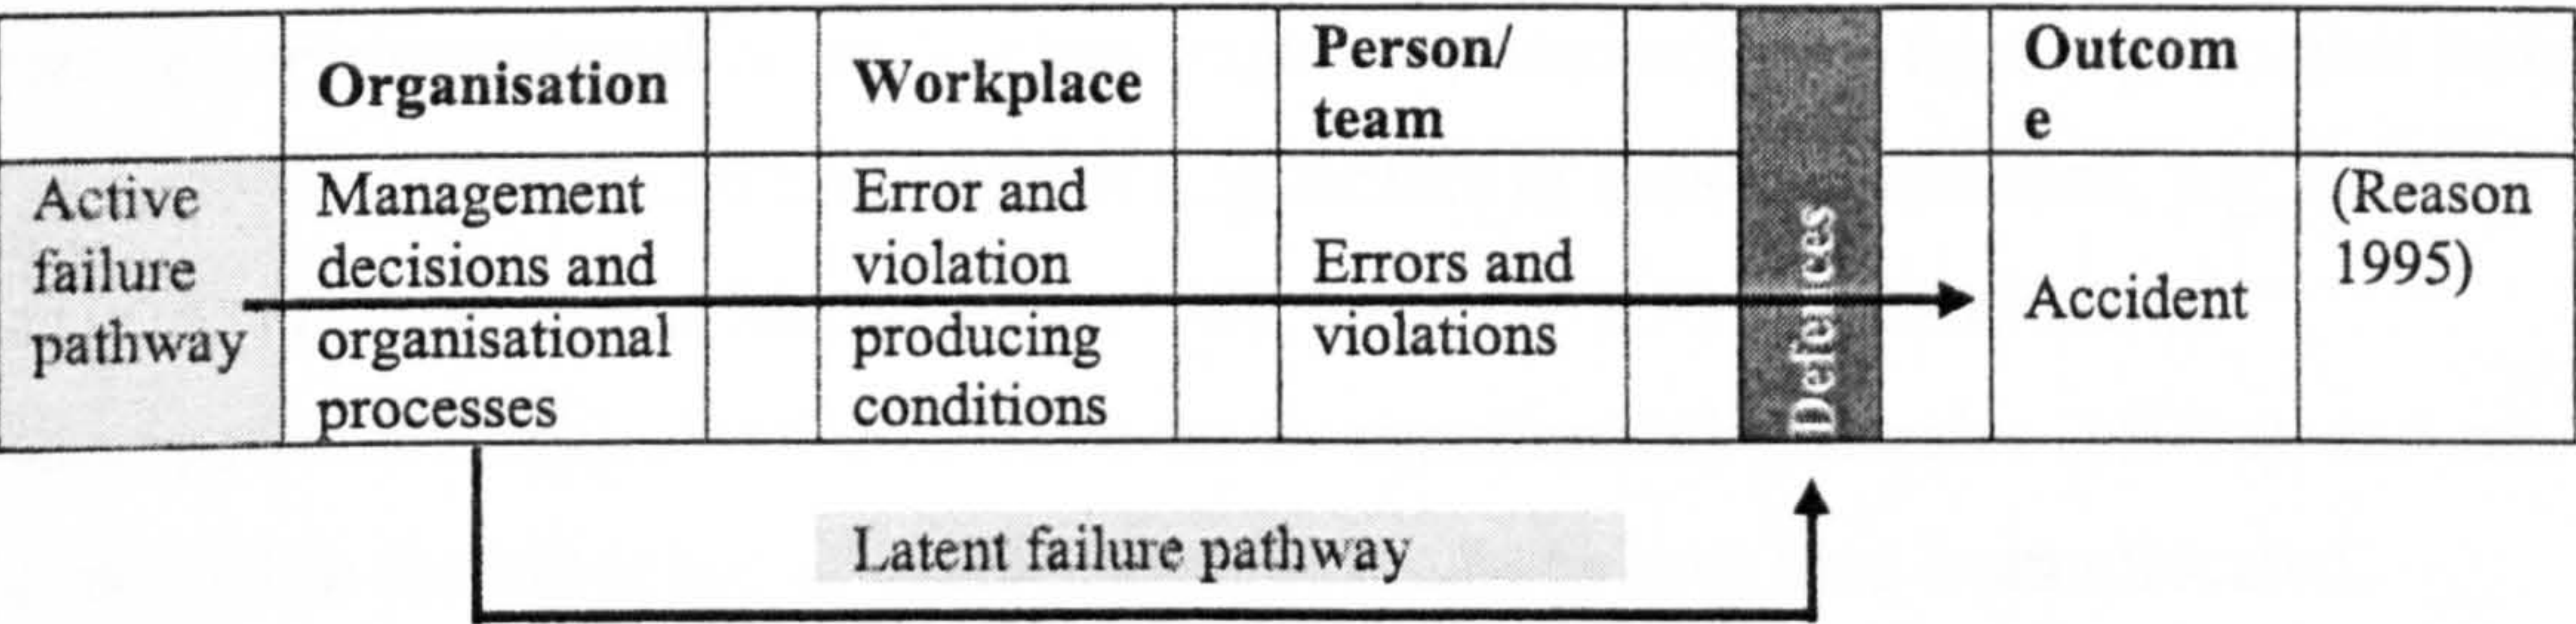 Organisation
Workplace
Person/
team
Outcom
e
Active
failure
pathway
Management
decisions and
organisational
processes
Error and
violation
producing
conditions
Errors and
violations
Defences
Accident
(Reason
1995)
Latent failure pathway